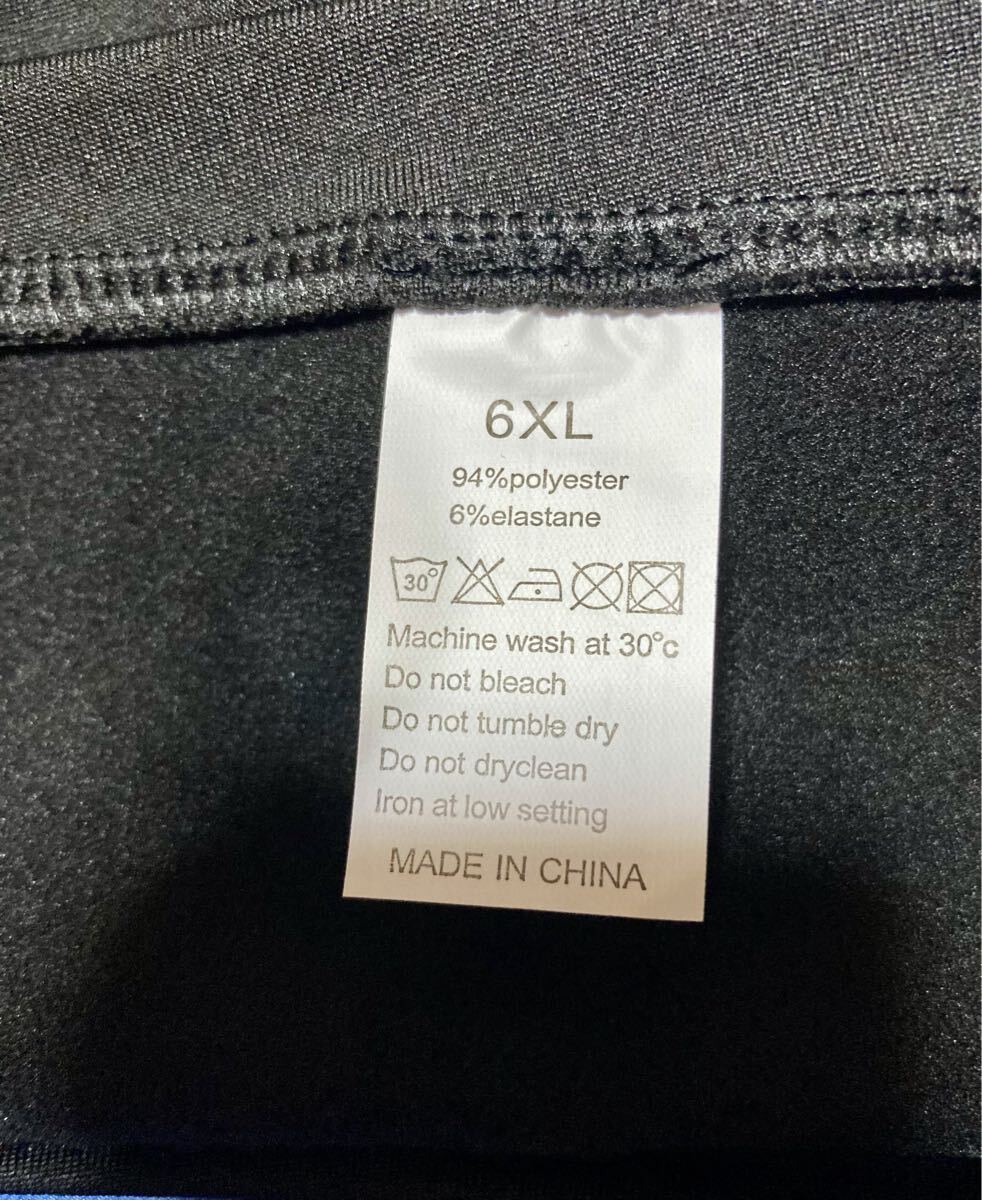 6XL
94%polyester
6%elastane
30°
Machine wash at 30°c
Do not bleach
Do not tumble dry
Do not dryclean
Iron at low setting
MADE IN CHINA